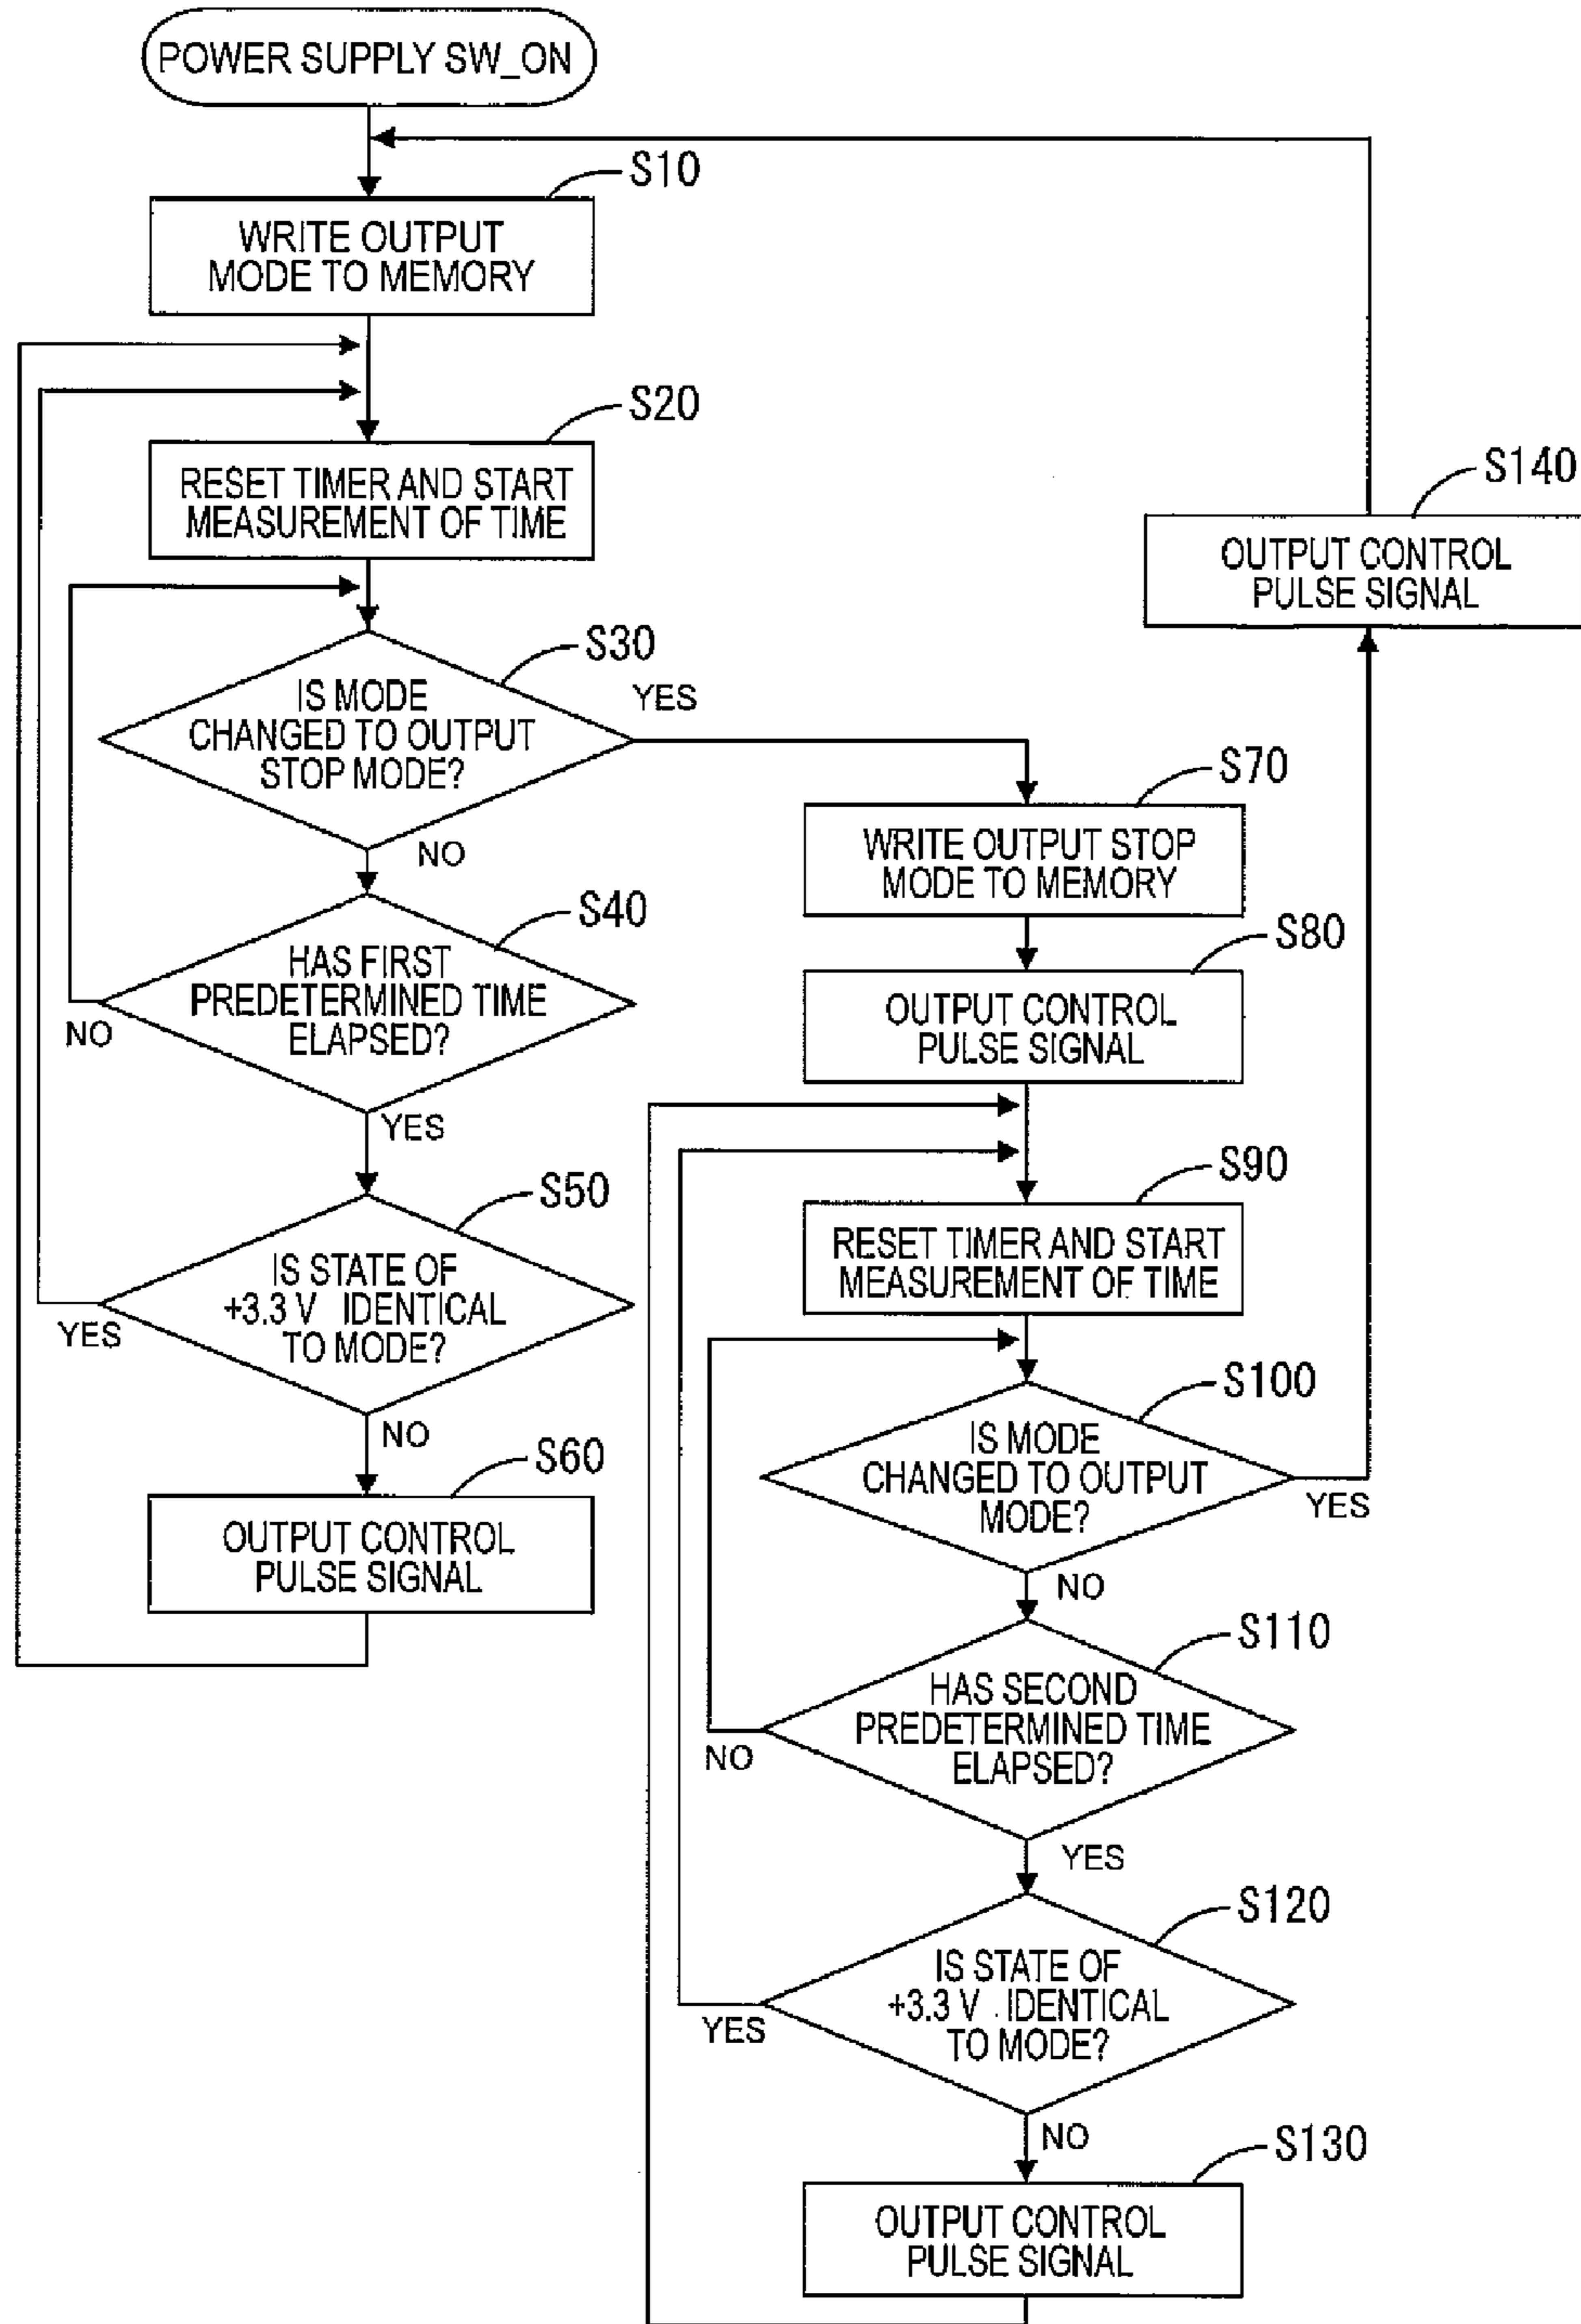 POWER SUPPLY SW_ON
S10
WRITE OUTPUT
MODE TO MEMORY
S20
RESET TIMER AND START
MEASUREMENT OF TIME
S30
IS MODE
CHANGED TO OUTPUT
STOP MODE?
YES
NO
S40
HAS FIRST
PREDETERMINED TIME
ELAPSED?
NO
YES
S50
IS STATE OF
+3.3 V IDENTICAL
TO MODE?
YES
NO
S60
OUTPUT CONTROL
PULSE SIGNAL
S70
WRITE OUTPUT STOP
MODE TO MEMORY
S80
OUTPUT CONTROL
PULSE SIGNAL
S90
RESET TIMER AND START
MEASUREMENT OF TIME
S100
IS MODE
CHANGED TO OUTPUT
MODE?
YES
NO
S110
HAS SECOND
PREDETERMINED TIME
ELAPSED?
NO
YES
S120
IS STATE OF
+3.3 V IDENTICAL
TO MODE?
YES
NO
S130
OUTPUT CONTROL
PULSE SIGNAL
S140
OUTPUT CONTROL
PULSE SIGNAL